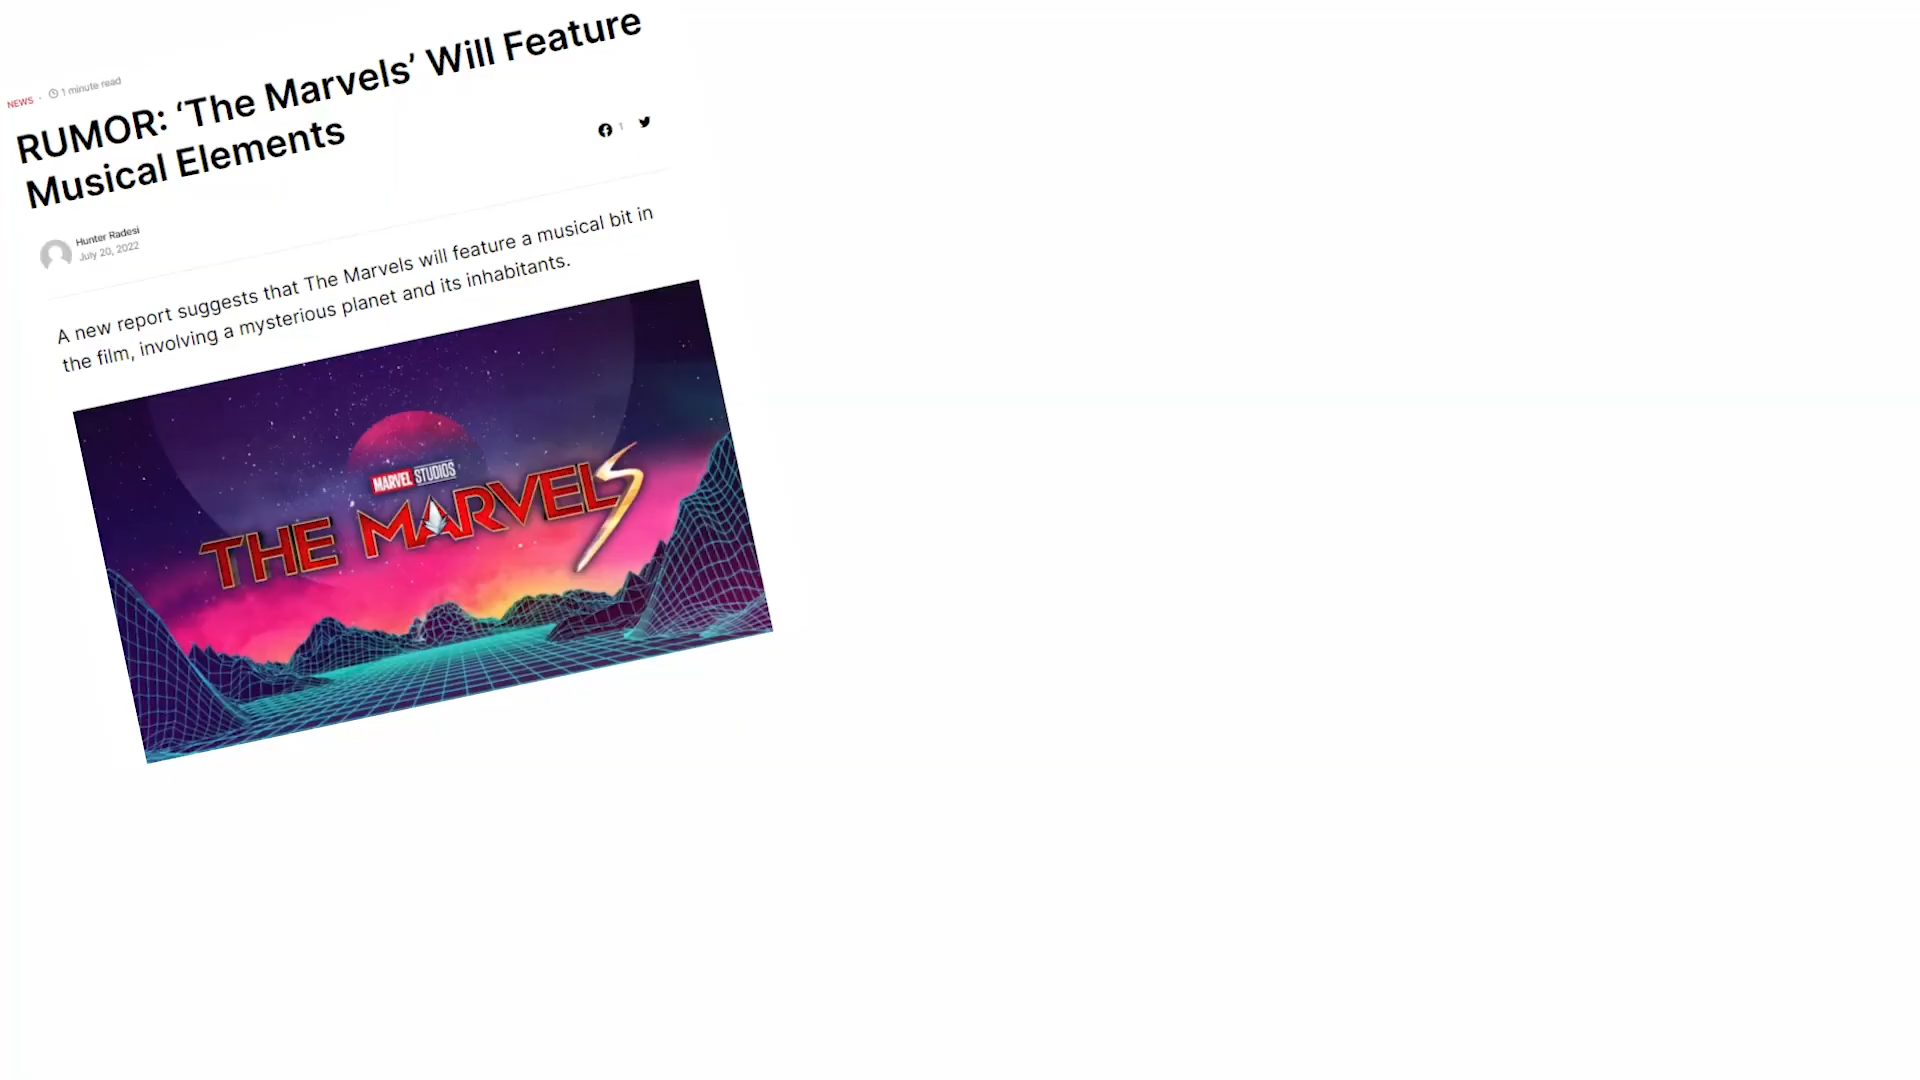 NEWS · 1 minute read
RUMOR: ‘The Marvels’ Will Feature
Musical Elements
1
Hunter Radesi
July 20, 2022
A new report suggests that The Marvels will feature a musical bit in
the film, involving a mysterious planet and its inhabitants.
MARVEL STUDIOS
THE MARVELS